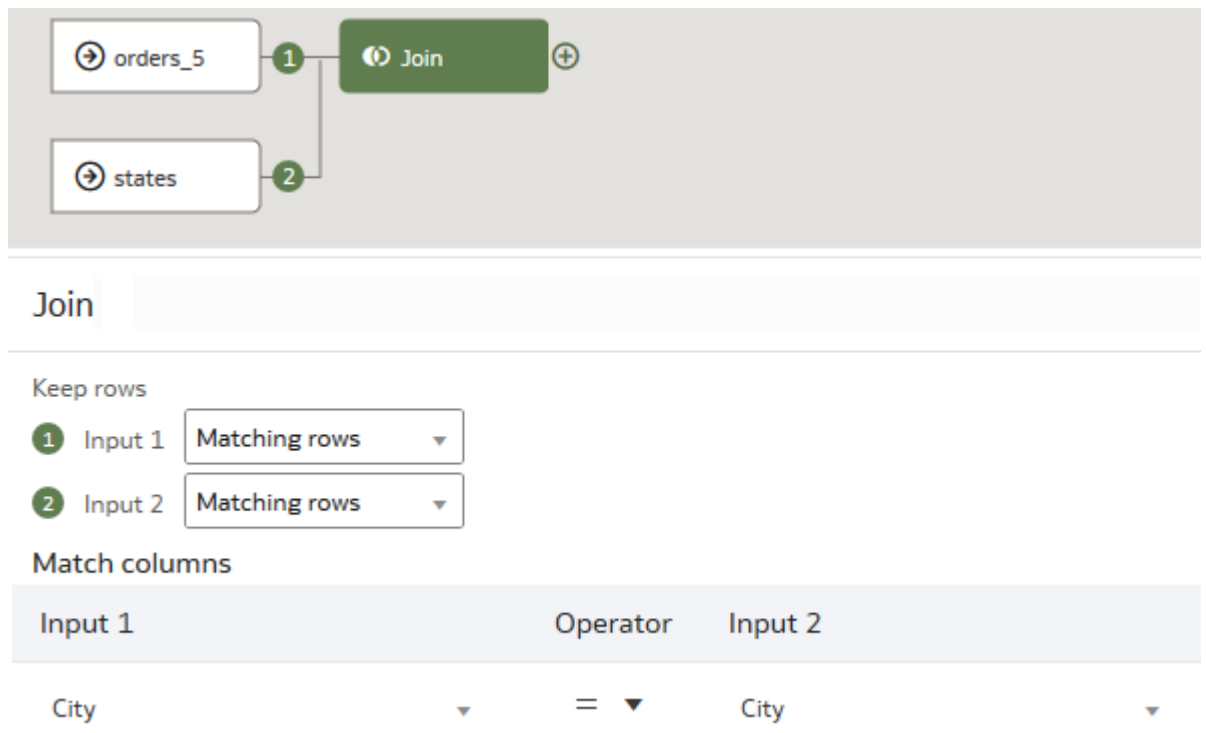 orders_5 1 Join
states 2
Join
Keep rows
1 Input 1 Matching rows
2 Input 2 Matching rows
Match columns
Input 1 Operator Input 2
City = City